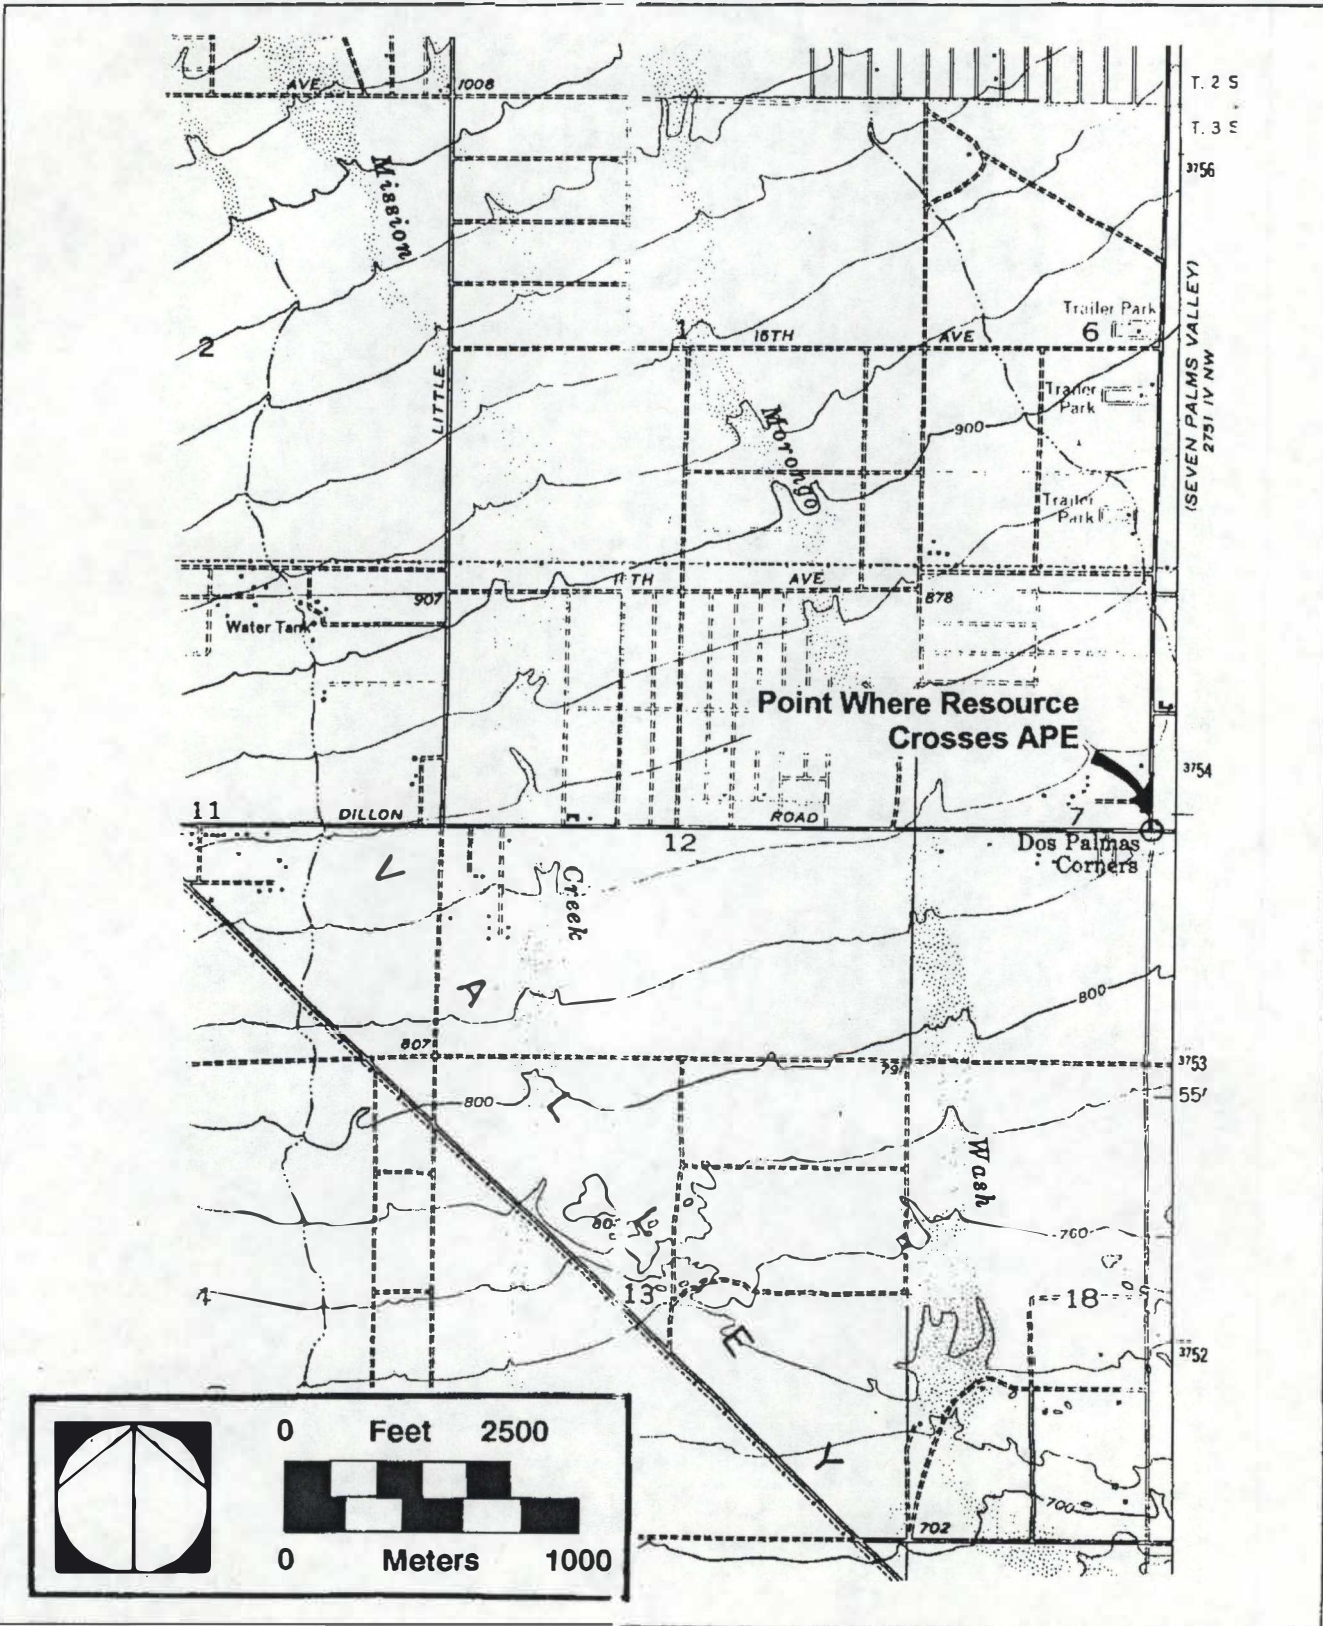 AVE
1008
T. 2 S
T. 3 S
3756
Mission
(SEVEN PALMS VALLEY)
2751 IV NW
Trailer Park
6
2
1
15TH AVE
LITTLE
Trailer
Park
Morongo
900
Trailer
Park
11TH AVE
907
878
Water Tank
Point Where Resource
Crosses APE
3754
11
DILLON ROAD
7
12
Dos Palmas
Corners
L
Creek
A
800
807
791
3753
55'
800
L
Wash
760
80
L
13
18
E
3752
Y
700
702
0 Feet 2500
0 Meters 1000